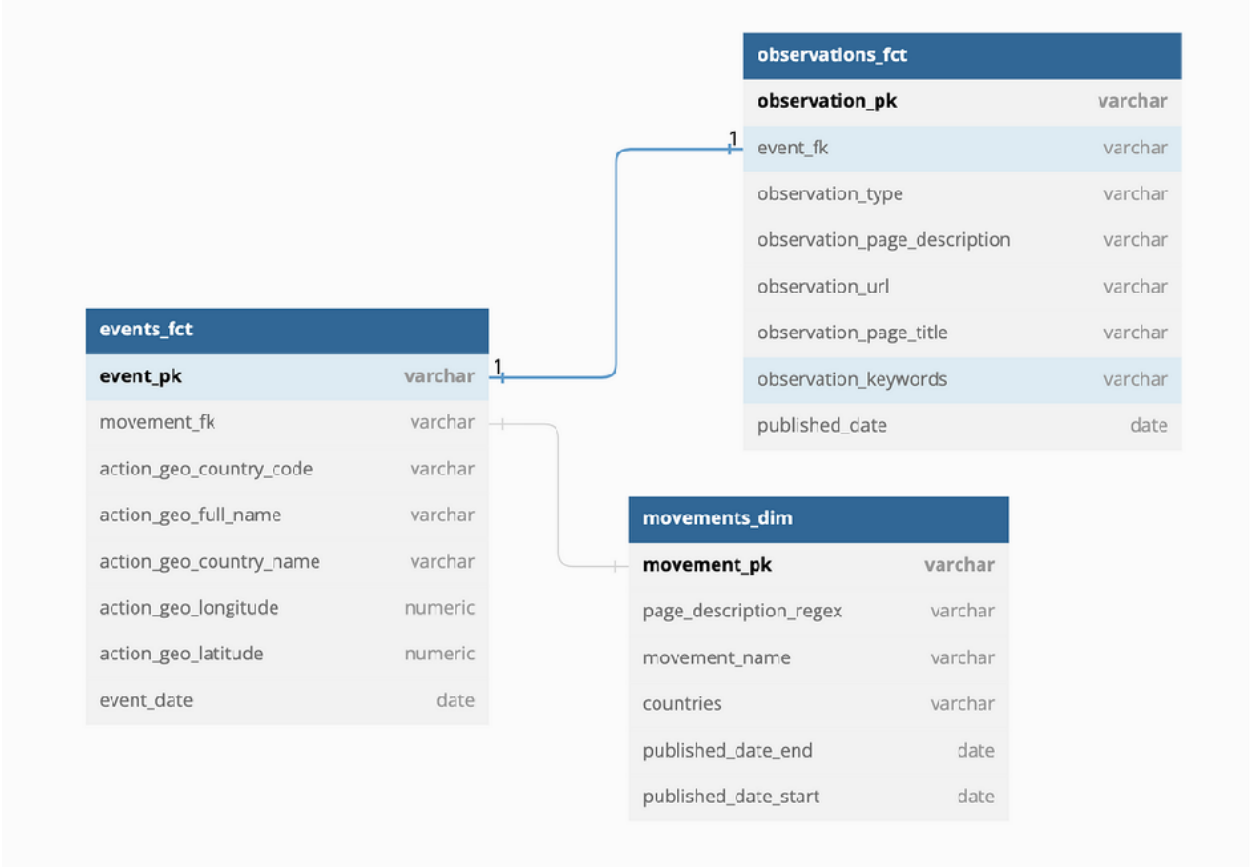 observations_fct
observation_pk varchar
1
event_fk varchar
observation_type varchar
observation_page_description varchar
observation_url varchar
observation_page_title varchar
observation_keywords varchar
published_date date
events_fct
event_pk varchar
1
movement_fk varchar
action_geo_country_code varchar
action_geo_full_name varchar
action_geo_country_name varchar
action_geo_longitude numeric
action_geo_latitude numeric
event_date date
movements_dim
movement_pk varchar
page_description_regex varchar
movement_name varchar
countries varchar
published_date_end date
published_date_start date